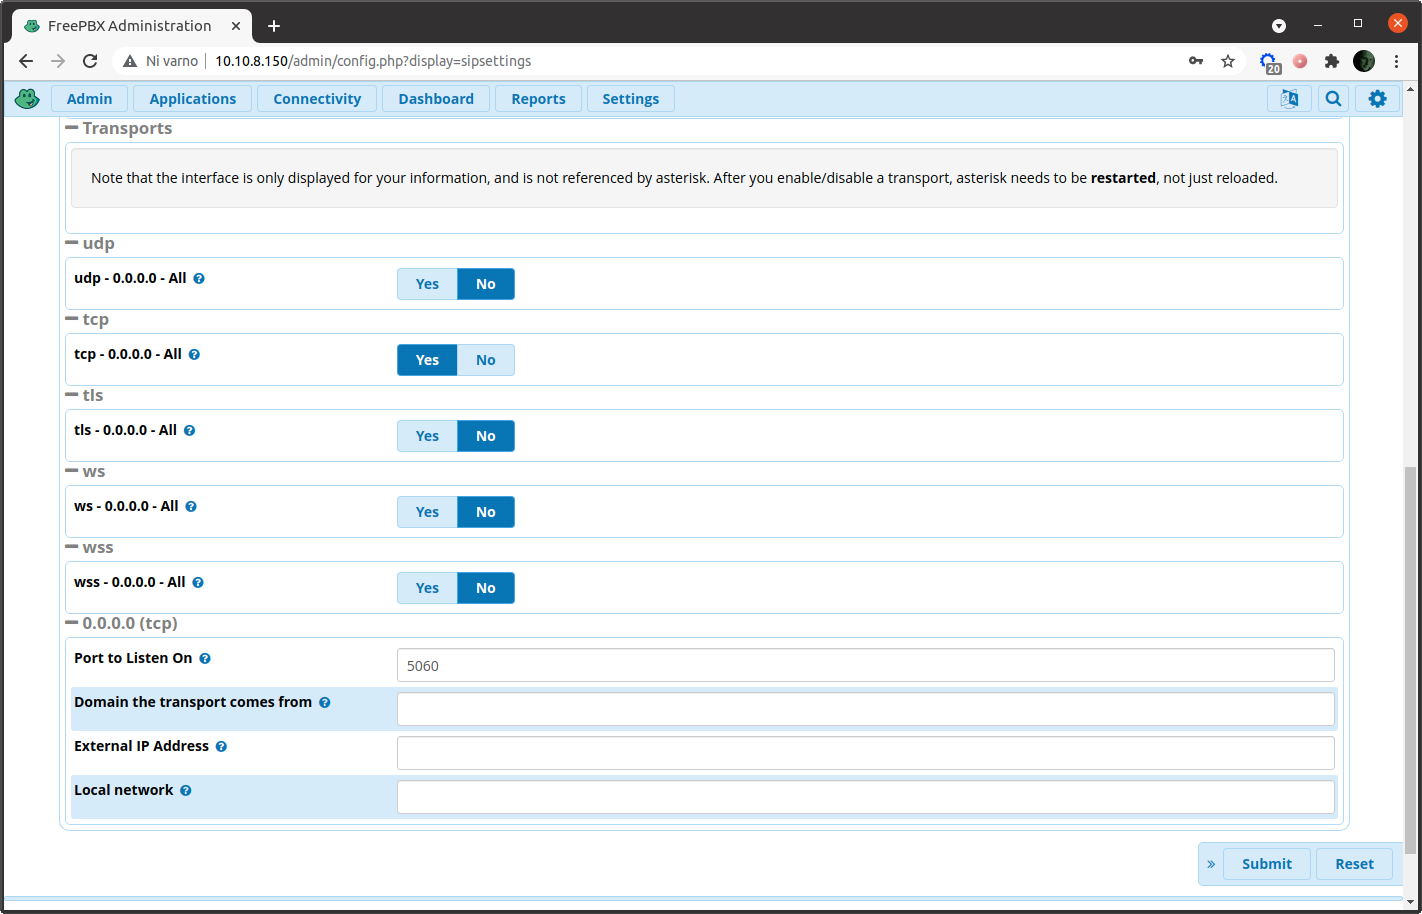 FreePBX Administration
Ni varno
10.10.8.150/admin/config.php?display=sipsettings
20
Admin
Applications
Connectivity
Dashboard
Reports
Settings
Transports
Note that the interface is only displayed for your information, and is not referenced by asterisk. After you enable/disable a transport, asterisk needs to be restarted, not just reloaded.
udp
udp - 0.0.0.0 - All
Yes No
tcp
tcp - 0.0.0.0 - All
Yes No
tls
tls - 0.0.0.0 - All
Yes No
ws
ws - 0.0.0.0 - All
Yes No
wss
wss - 0.0.0.0 - All
Yes No
0.0.0.0 (tcp)
Port to Listen On
5060
Domain the transport comes from
External IP Address
Local network
» Submit Reset